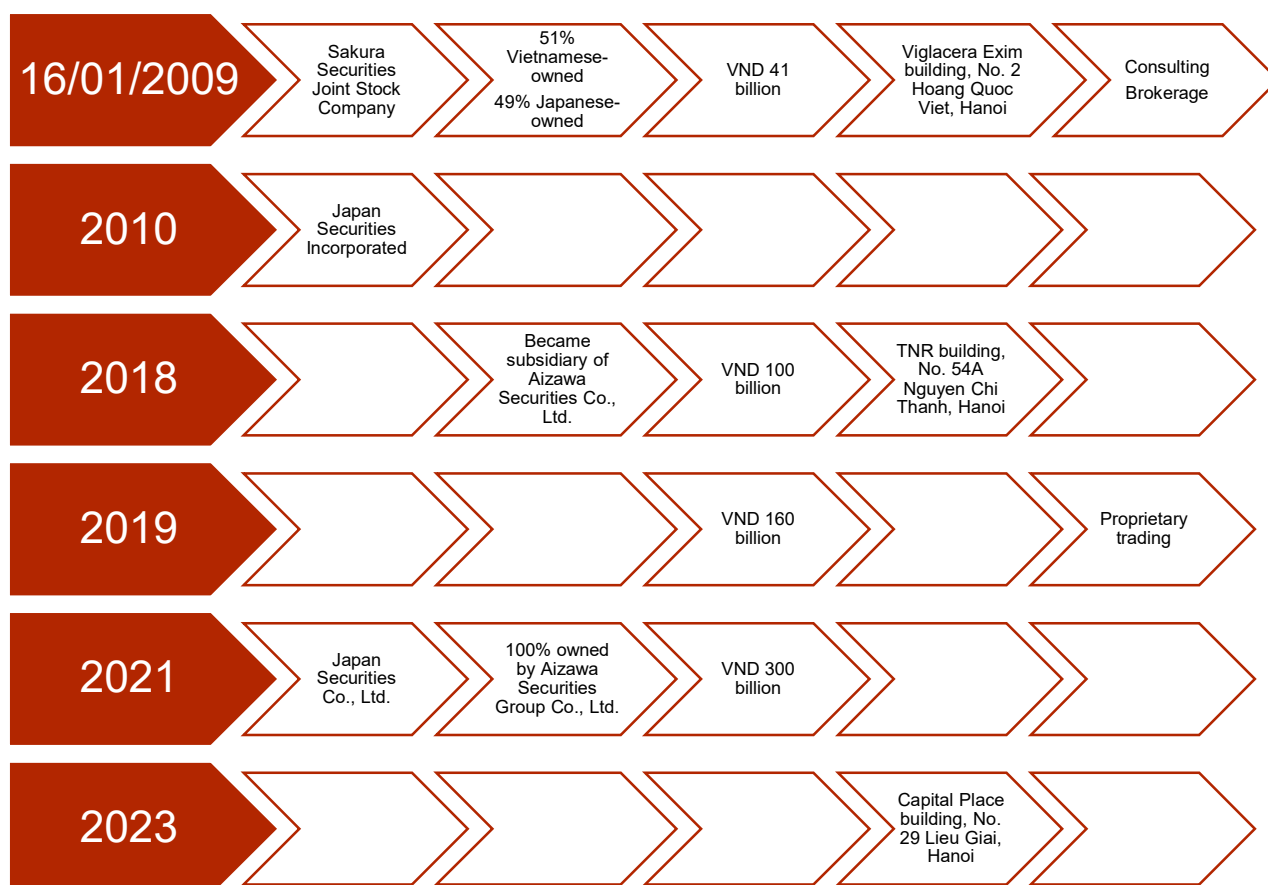 16/01/2009
Sakura
Securities
Joint Stock
Company
51%
Vietnamese-
owned
49% Japanese-
owned
VND 41
billion
Viglacera Exim
building, No. 2
Hoang Quoc
Viet, Hanoi
Consulting
Brokerage
2010
Japan
Securities
Incorporated
2018
Became
subsidiary of
Aizawa
Securities Co.,
Ltd.
VND 100
billion
TNR building,
No. 54A
Nguyen Chi
Thanh, Hanoi
2019
VND 160
billion
Proprietary
trading
2021
Japan
Securities
Co., Ltd.
100% owned
by Aizawa
Securities
Group Co., Ltd.
VND 300
billion
2023
Capital Place
building, No.
29 Lieu Giai,
Hanoi